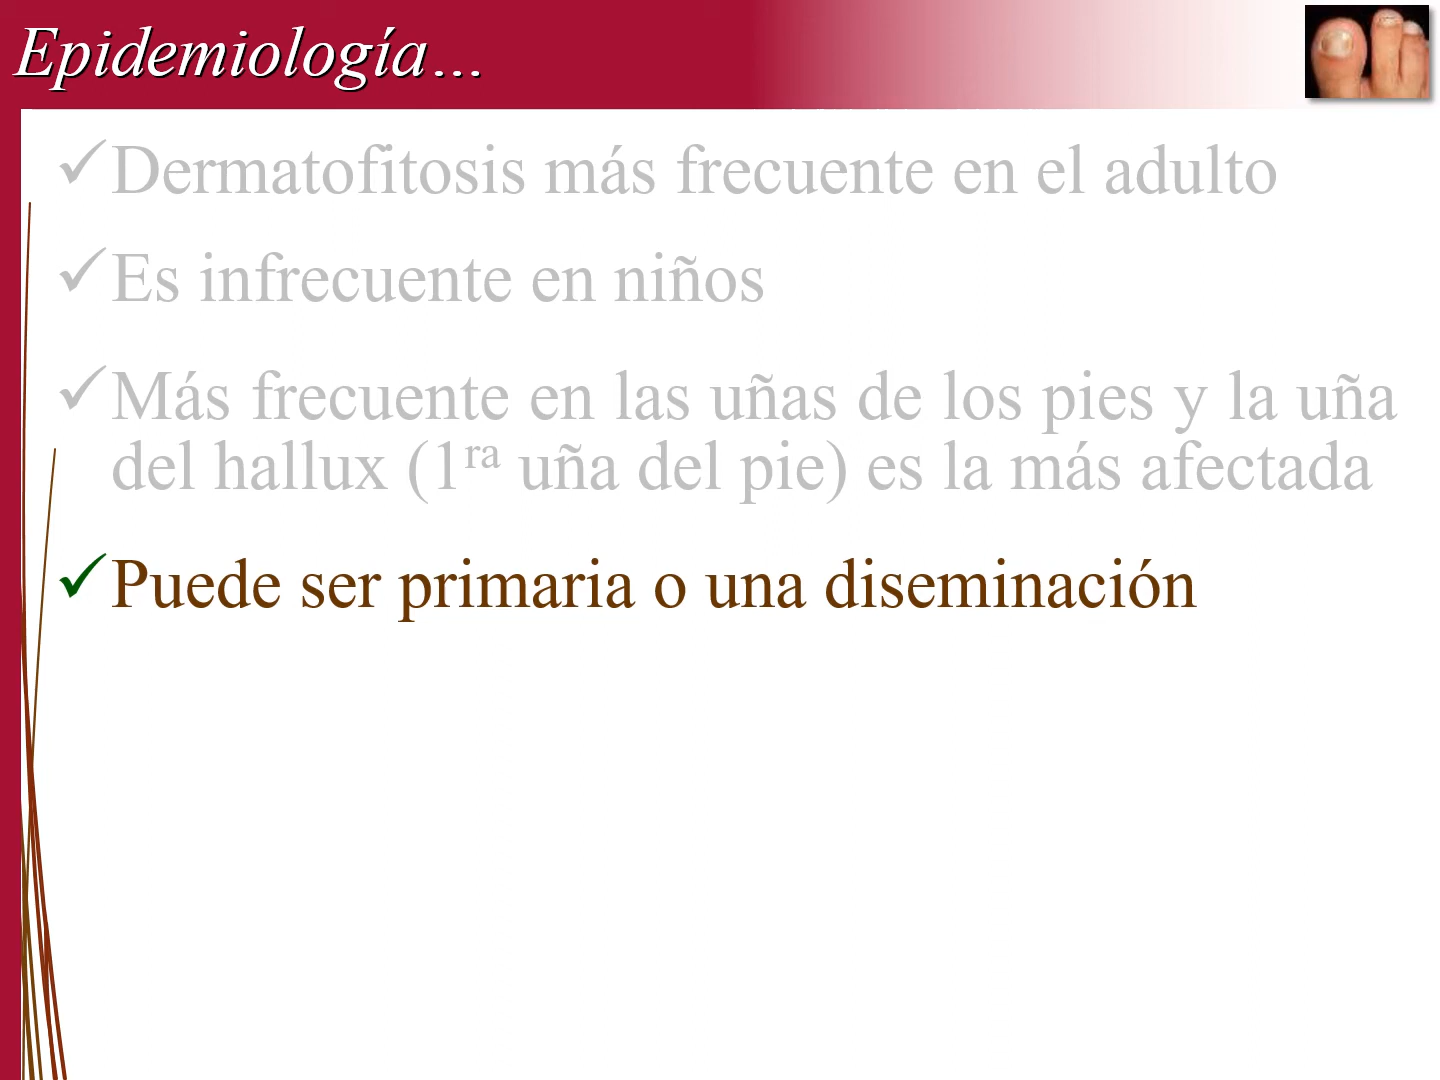 Epidemiología...
✓Dermatofitosis más frecuente en el adulto
✓Es infrecuente en niños
✓Más frecuente en las uñas de los pies y la uña
del hallux (1ra uña del pie) es la más afectada
✓Puede ser primaria o una diseminación